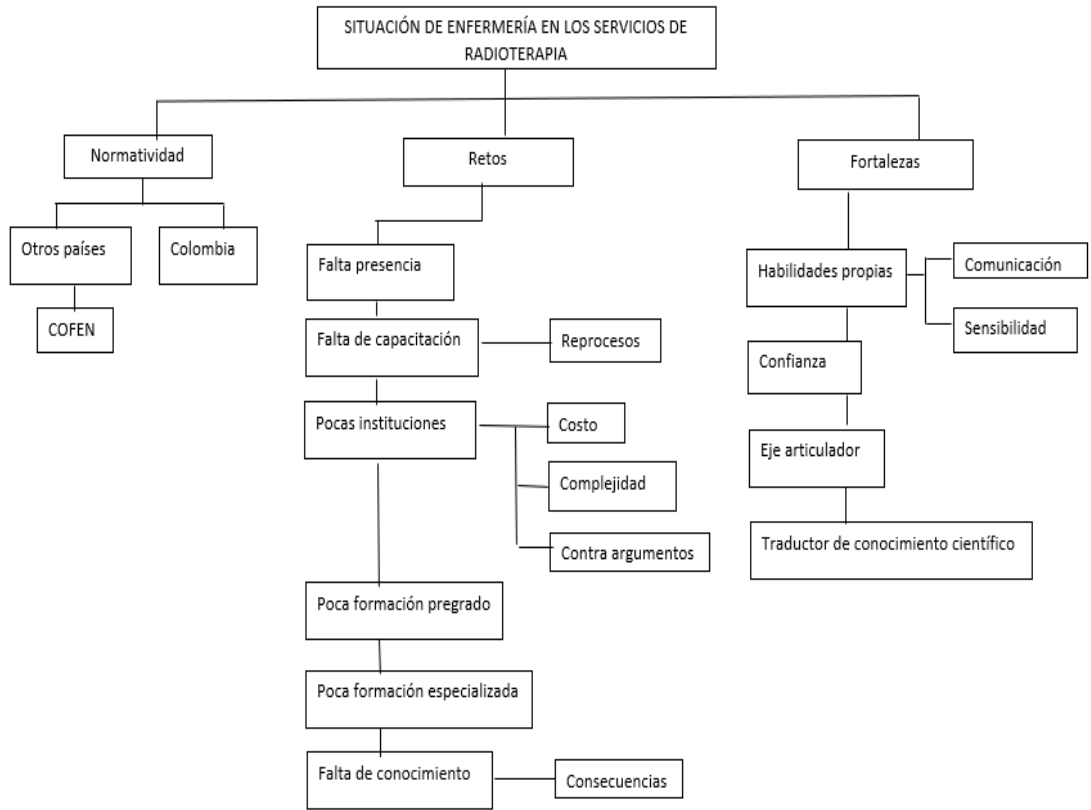 SITUACIÓN DE ENFERMERÍA EN LOS SERVICIOS DE
RADIOTERAPIA
Normatividad
Retos
Fortalezas
Otros países
Colombia
COFEN
Falta presencia
Falta de capacitación
Reprocesos
Pocas instituciones
Costo
Complejidad
Contra argumentos
Poca formación pregrado
Poca formación especializada
Falta de conocimiento
Consecuencias
Habilidades propias
Comunicación
Sensibilidad
Confianza
Eje articulador
Traductor de conocimiento científico